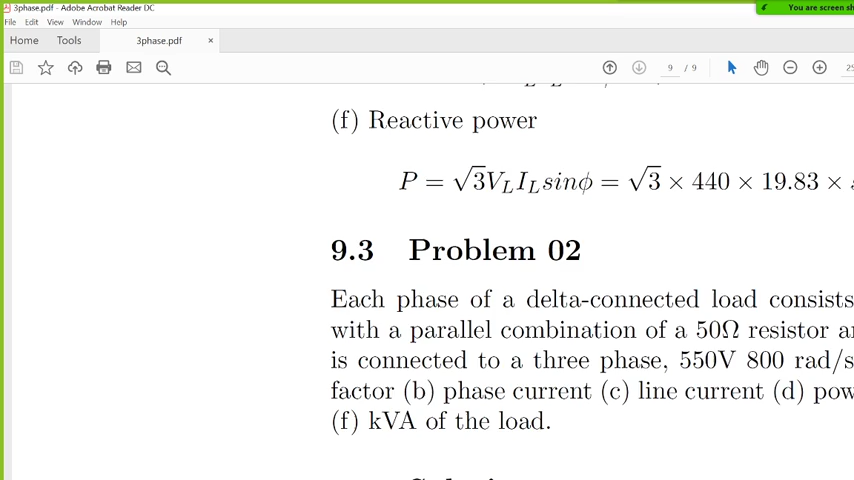 3phase.pdf - Adobe Acrobat Reader DC
You are screen sh
File Edit View Window Help
Home Tools 3phase.pdf ×
9 / 9
(f) Reactive power
P = √3V_L I_L sinϕ = √3 × 440 × 19.83 ×
9.3 Problem 02
Each phase of a delta-connected load consists
with a parallel combination of a 50Ω resistor a
is connected to a three phase, 550V 800 rad/s
factor (b) phase current (c) line current (d) pow
(f) kVA of the load.